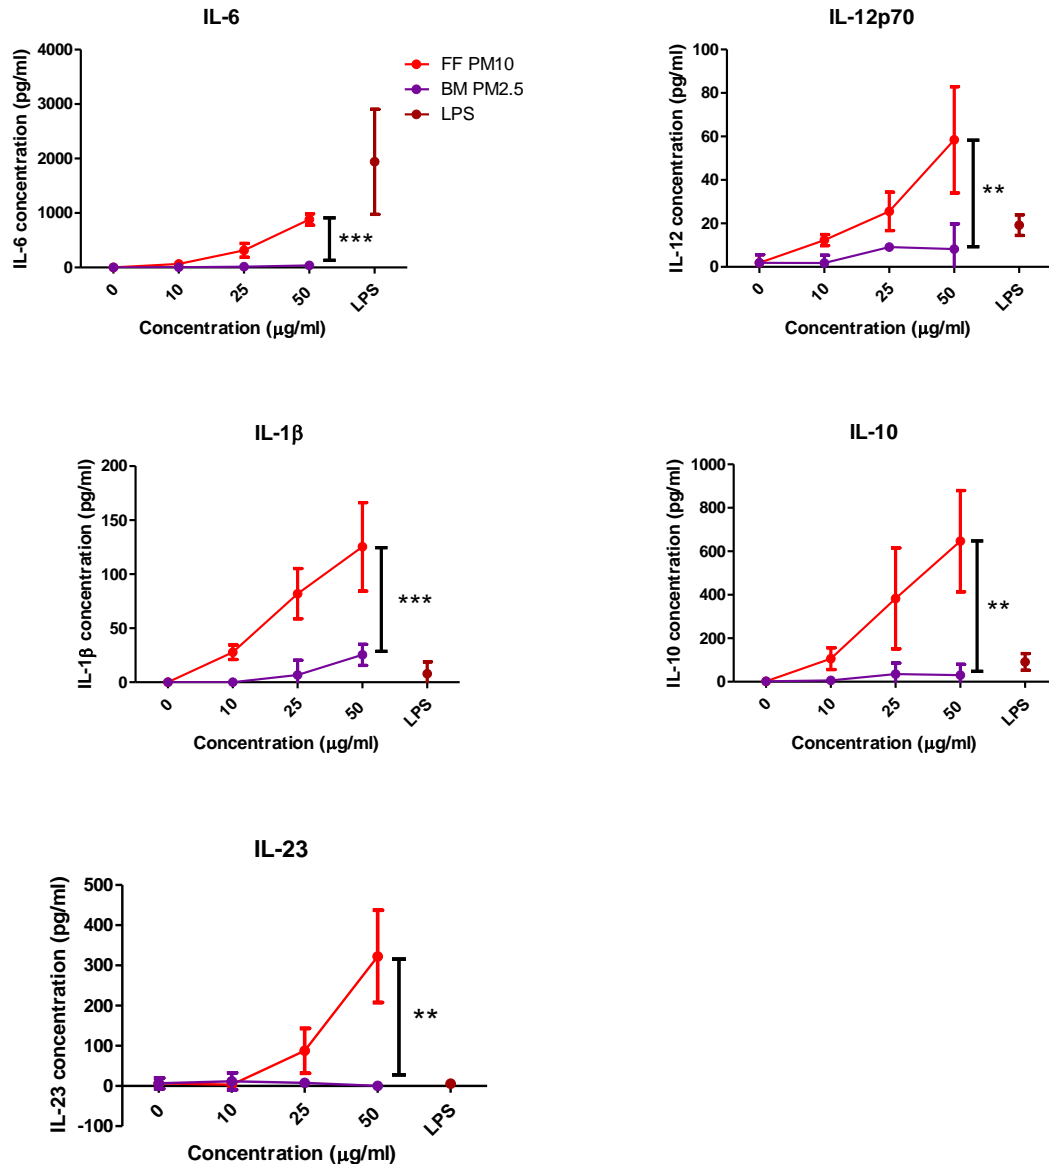 IL-6
4000
3000
2000
1000
0
IL-6 concentration (pg/ml)
FF PM10
BM PM2.5
LPS
***
0 10 25 50 LPS
Concentration (μg/ml)
IL-12p70
100
80
60
40
20
0
IL-12 concentration (pg/ml)
**
0 10 25 50 LPS
Concentration (μg/ml)
IL-1β
200
150
100
50
0
IL-1β concentration (pg/ml)
***
0 10 25 50 LPS
Concentration (μg/ml)
IL-10
1000
800
600
400
200
0
IL-10 concentration (pg/ml)
**
0 10 25 50 LPS
Concentration (μg/ml)
IL-23
500
400
300
200
100
0
-100
IL-23 concentration (pg/ml)
**
0 10 25 50 LPS
Concentration (μg/ml)